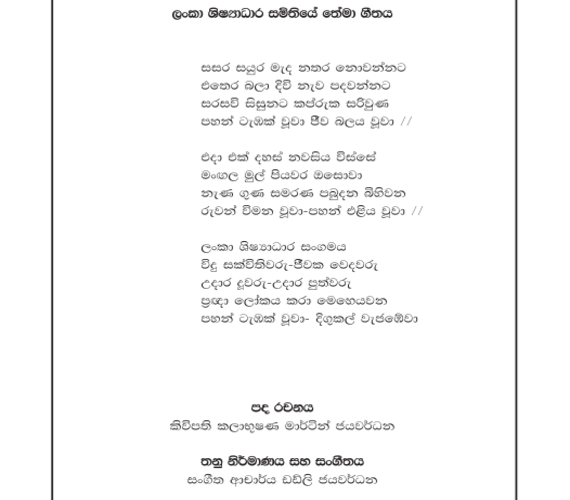 ලංකා ශිෂ්‍යාධාර සමිතියේ තේමා ගීතය
සසර සයුර මැද නතර නොවන්නට
එතෙර බලා දිවි නැව පදවන්නට
සරසවි සිසුනට කප්රුක සරිවුණ
පහන් ටැඹක් වූවා ජීව බලය වූවා //
එදා එක් දහස් නවසිය විස්සේ
මංගල මුල් පියවර ඔසොවා
නැණ ගුණ සමරණ පබුදන බිහිවන
රුවන් විමන වූවා-පහන් එළිය වූවා //
ලංකා ශිෂ්‍යාධාර සංගමය
විදු සක්විතිවරු-ජීවක වෙදවරු
උදාර දූවරු-උදාර පුත්වරු
ප්‍රඥා ලෝකය කරා මෙහෙයවන
පහන් ටැඹක් වූවා- දිගුකල් වැජඹේවා
පද රචනය
කිවිපති කලාභූෂණ මාර්ටින් ජයවර්ධන
තනු නිර්මාණය සහ සංගීතය
සංගීත ආචාර්ය ඩඩ්ලි ජයවර්ධන